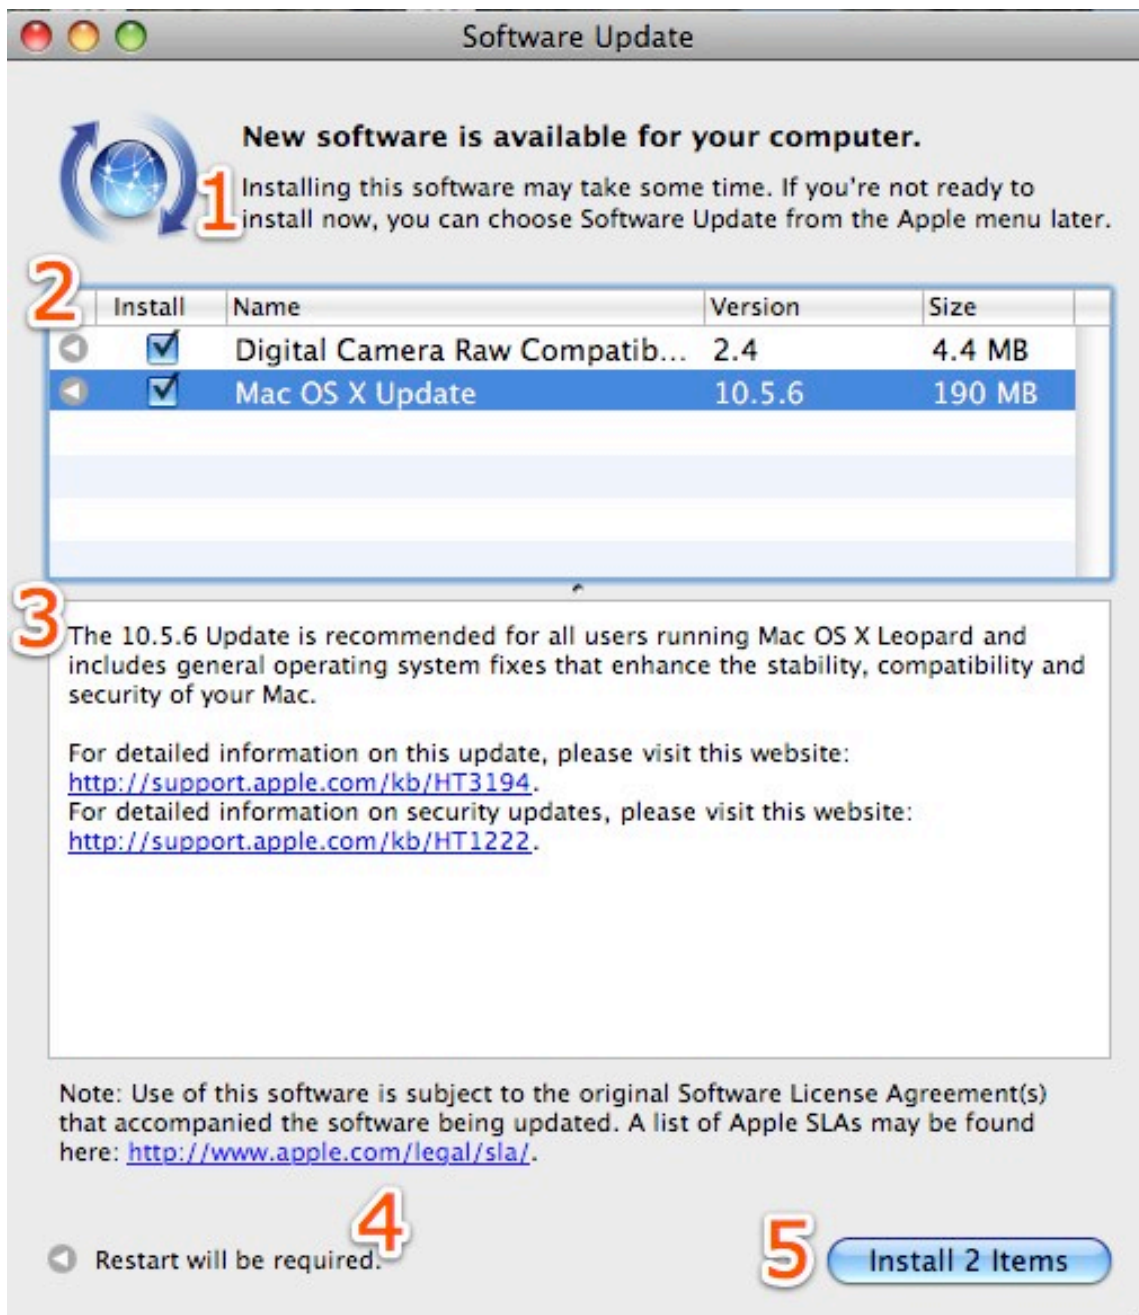 Software Update
New software is available for your computer.
1
Installing this software may take some time. If you're not ready to
install now, you can choose Software Update from the Apple menu later.
2
Install Name Version Size
Digital Camera Raw Compatib... 2.4 4.4 MB
Mac OS X Update 10.5.6 190 MB
3
The 10.5.6 Update is recommended for all users running Mac OS X Leopard and
includes general operating system fixes that enhance the stability, compatibility and
security of your Mac.
For detailed information on this update, please visit this website:
http://support.apple.com/kb/HT3194.
For detailed information on security updates, please visit this website:
http://support.apple.com/kb/HT1222.
Note: Use of this software is subject to the original Software License Agreement(s)
that accompanied the software being updated. A list of Apple SLAs may be found
here: http://www.apple.com/legal/sla/.
4
Restart will be required.
5
Install 2 Items